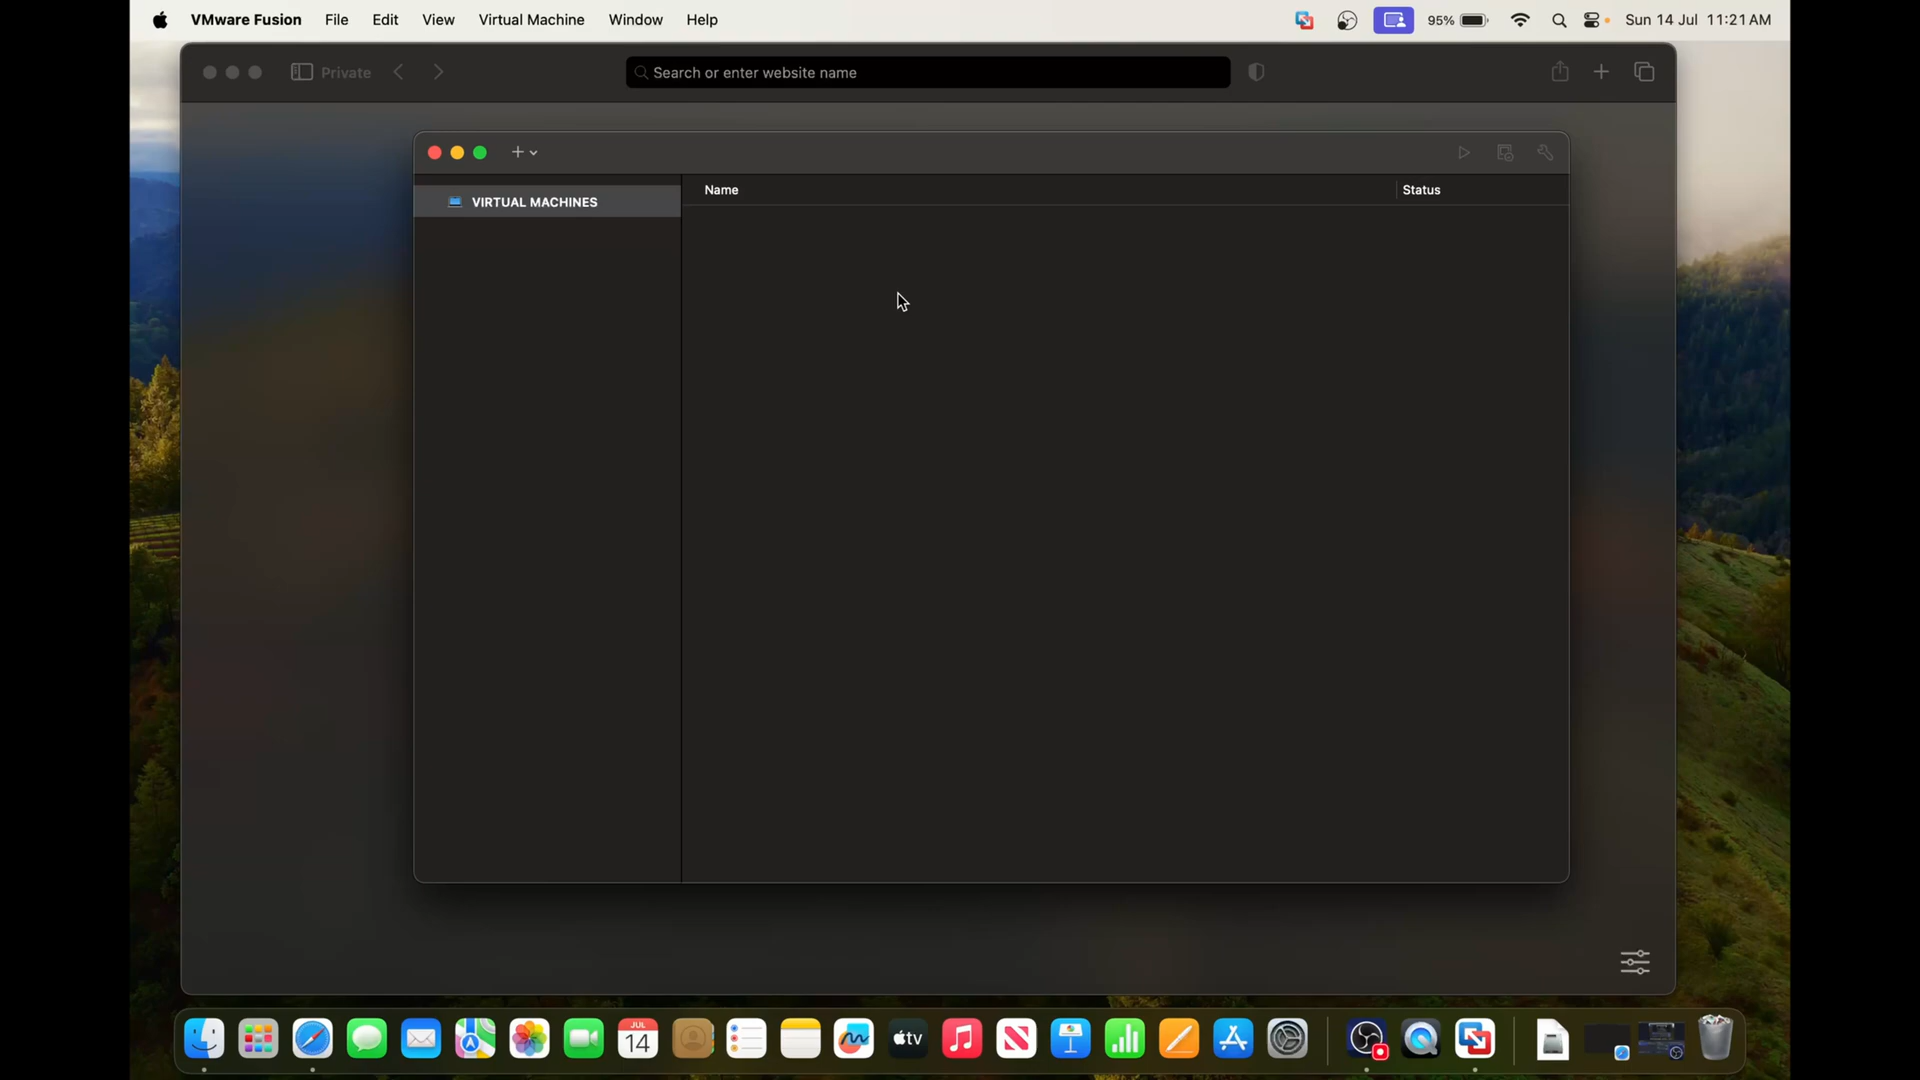 VMware Fusion File Edit View Virtual Machine Window Help 95% Sun 14 Jul 11:21 AM
Private Search or enter website name
VIRTUAL MACHINES Name Status
JUL
14
tv